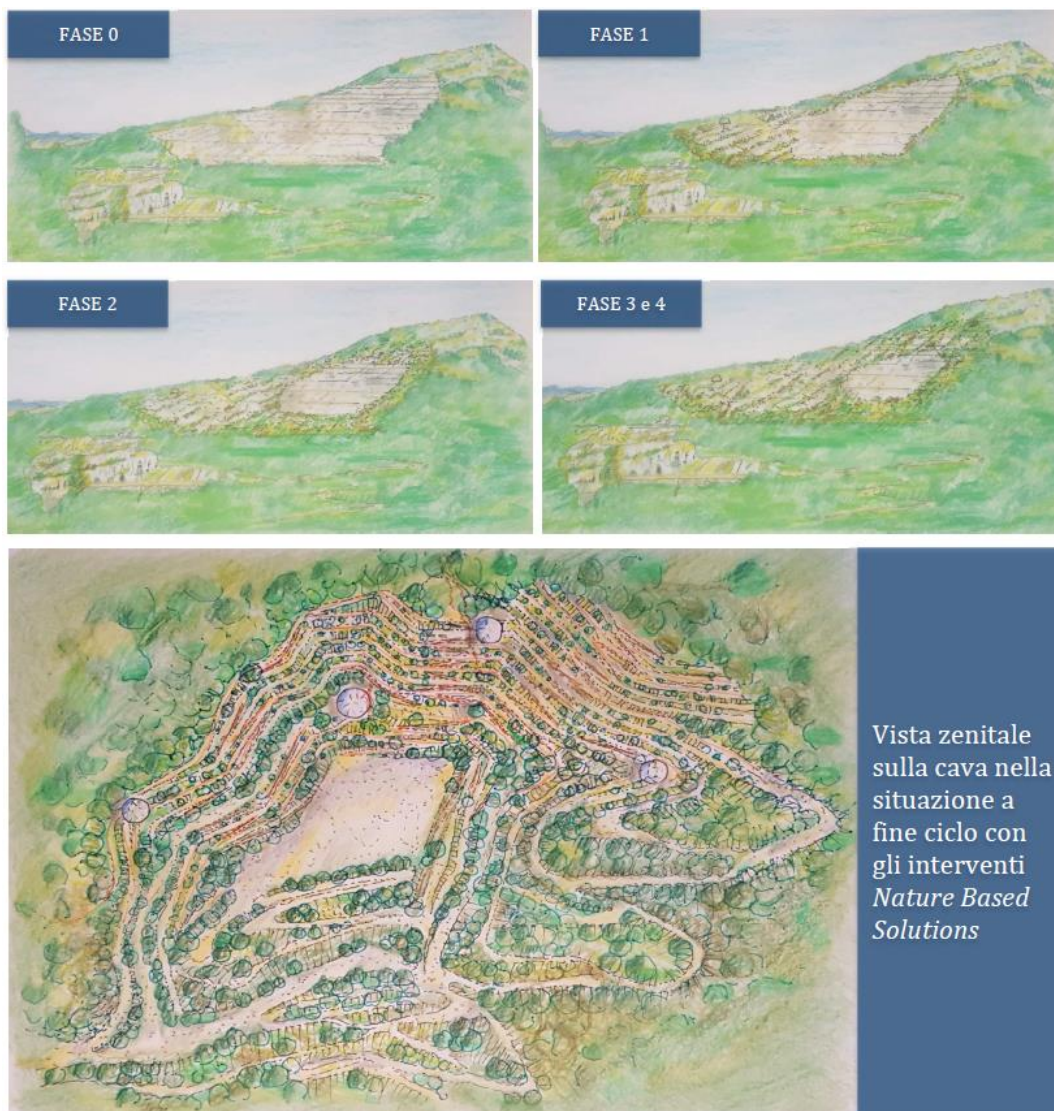 FASE 0
FASE 1
FASE 2
FASE 3 e 4
Vista zenitale
sulla cava nella
situazione a
fine ciclo con
gli interventi
Nature Based
Solutions